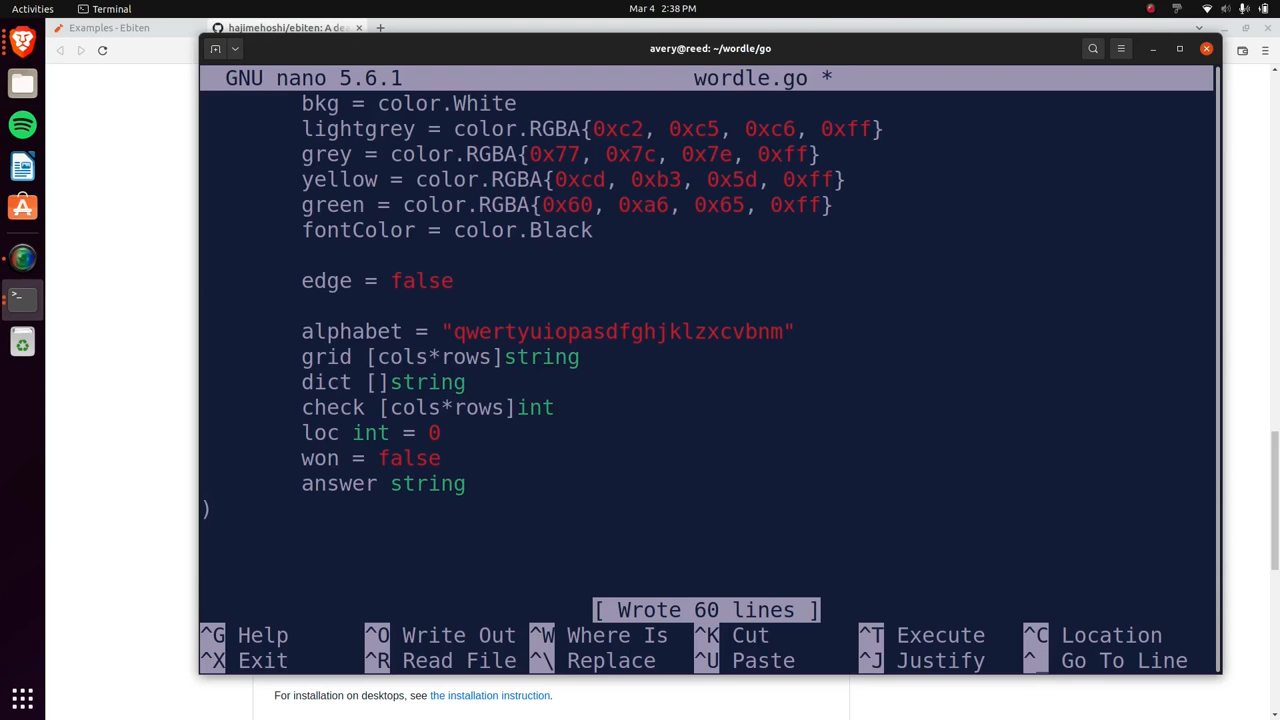 Activities
Terminal
Mar 4 2:38 PM
Examples - Ebiten
hajimehoshi/ebiten: A de
avery@reed: ~/wordle/go
GNU nano 5.6.1 wordle.go *
bkg = color.White
lightgrey = color.RGBA{0xc2, 0xc5, 0xc6, 0xff}
grey = color.RGBA{0x77, 0x7c, 0x7e, 0xff}
yellow = color.RGBA{0xcd, 0xb3, 0x5d, 0xff}
green = color.RGBA{0x60, 0xa6, 0x65, 0xff}
fontColor = color.Black
edge = false
alphabet = "qwertyuiopasdfghjklzxcvbnm"
grid [cols*rows]string
dict []string
check [cols*rows]int
loc int = 0
won = false
answer string
)
[ Wrote 60 lines ]
^G Help ^O Write Out ^W Where Is ^K Cut ^T Execute ^C Location
^X Exit ^R Read File ^\ Replace ^U Paste ^J Justify ^_ Go To Line
For installation on desktops, see the installation instruction.